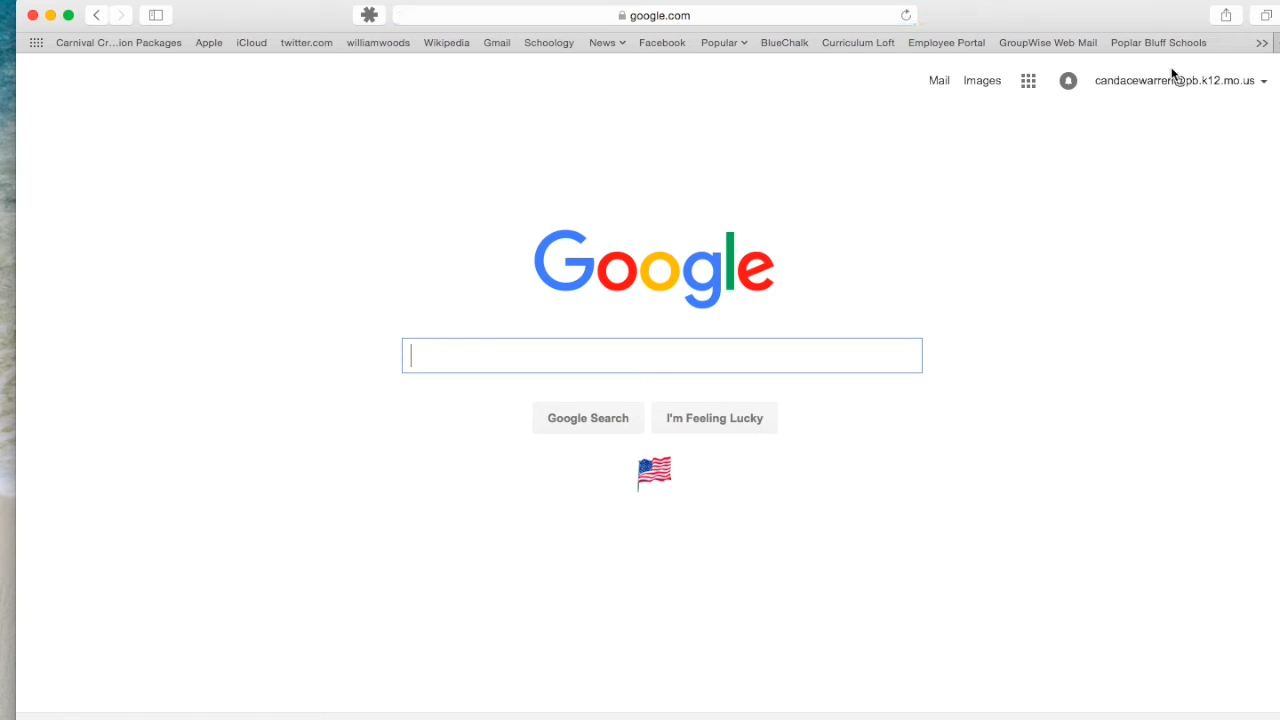 google.com
Carnival Cr...ion Packages Apple iCloud twitter.com williamwoods Wikipedia Gmail Schoology News Facebook Popular BlueChalk Curriculum Loft Employee Portal GroupWise Web Mail Poplar Bluff Schools >>
Mail Images candacewarren@pb.k12.mo.us
Google
Google Search I'm Feeling Lucky